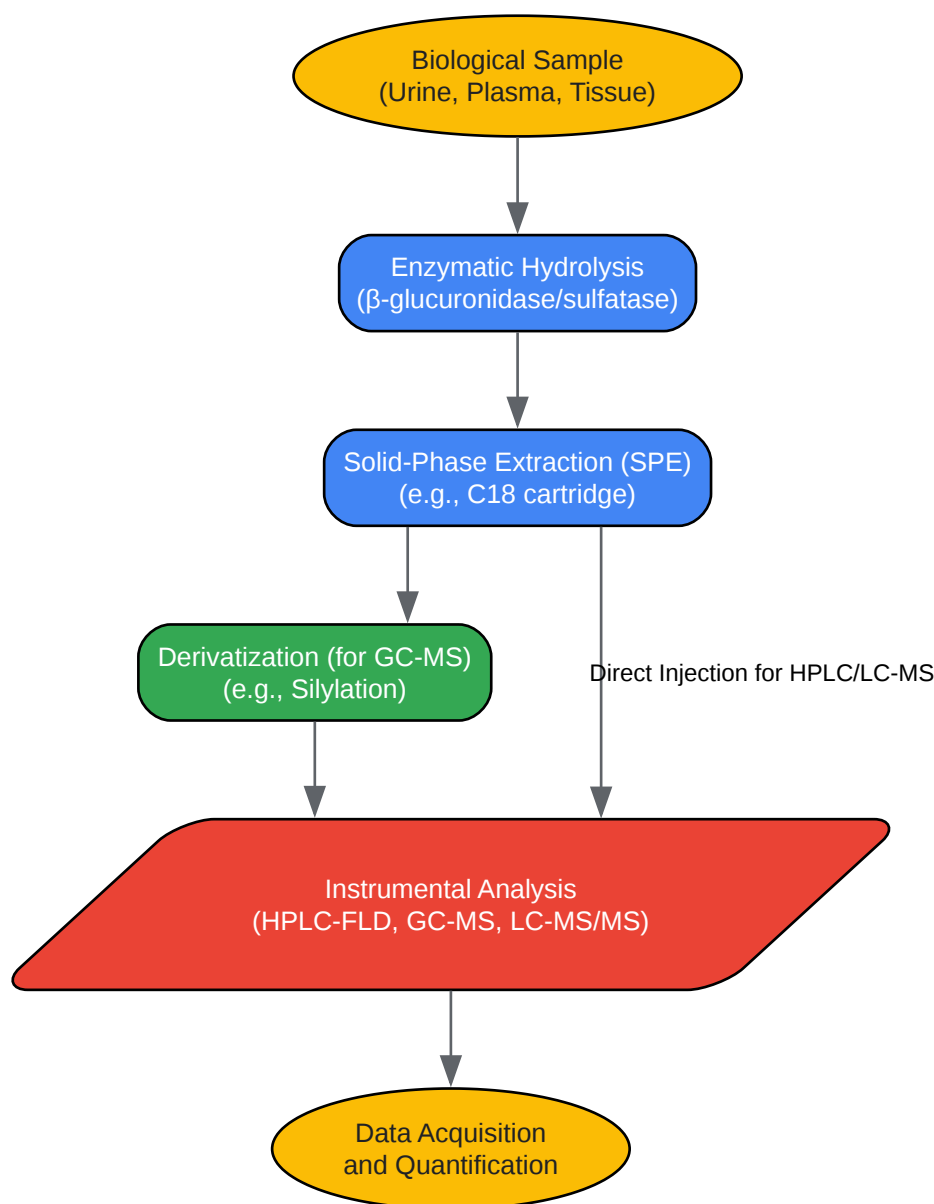 Biological Sample
(Urine, Plasma, Tissue)
Enzymatic Hydrolysis
(β-glucuronidase/sulfatase)
Solid-Phase Extraction (SPE)
(e.g., C18 cartridge)
Derivatization (for GC-MS)
(e.g., Silylation)
Direct Injection for HPLC/LC-MS
Instrumental Analysis
(HPLC-FLD, GC-MS, LC-MS/MS)
Data Acquisition
and Quantification